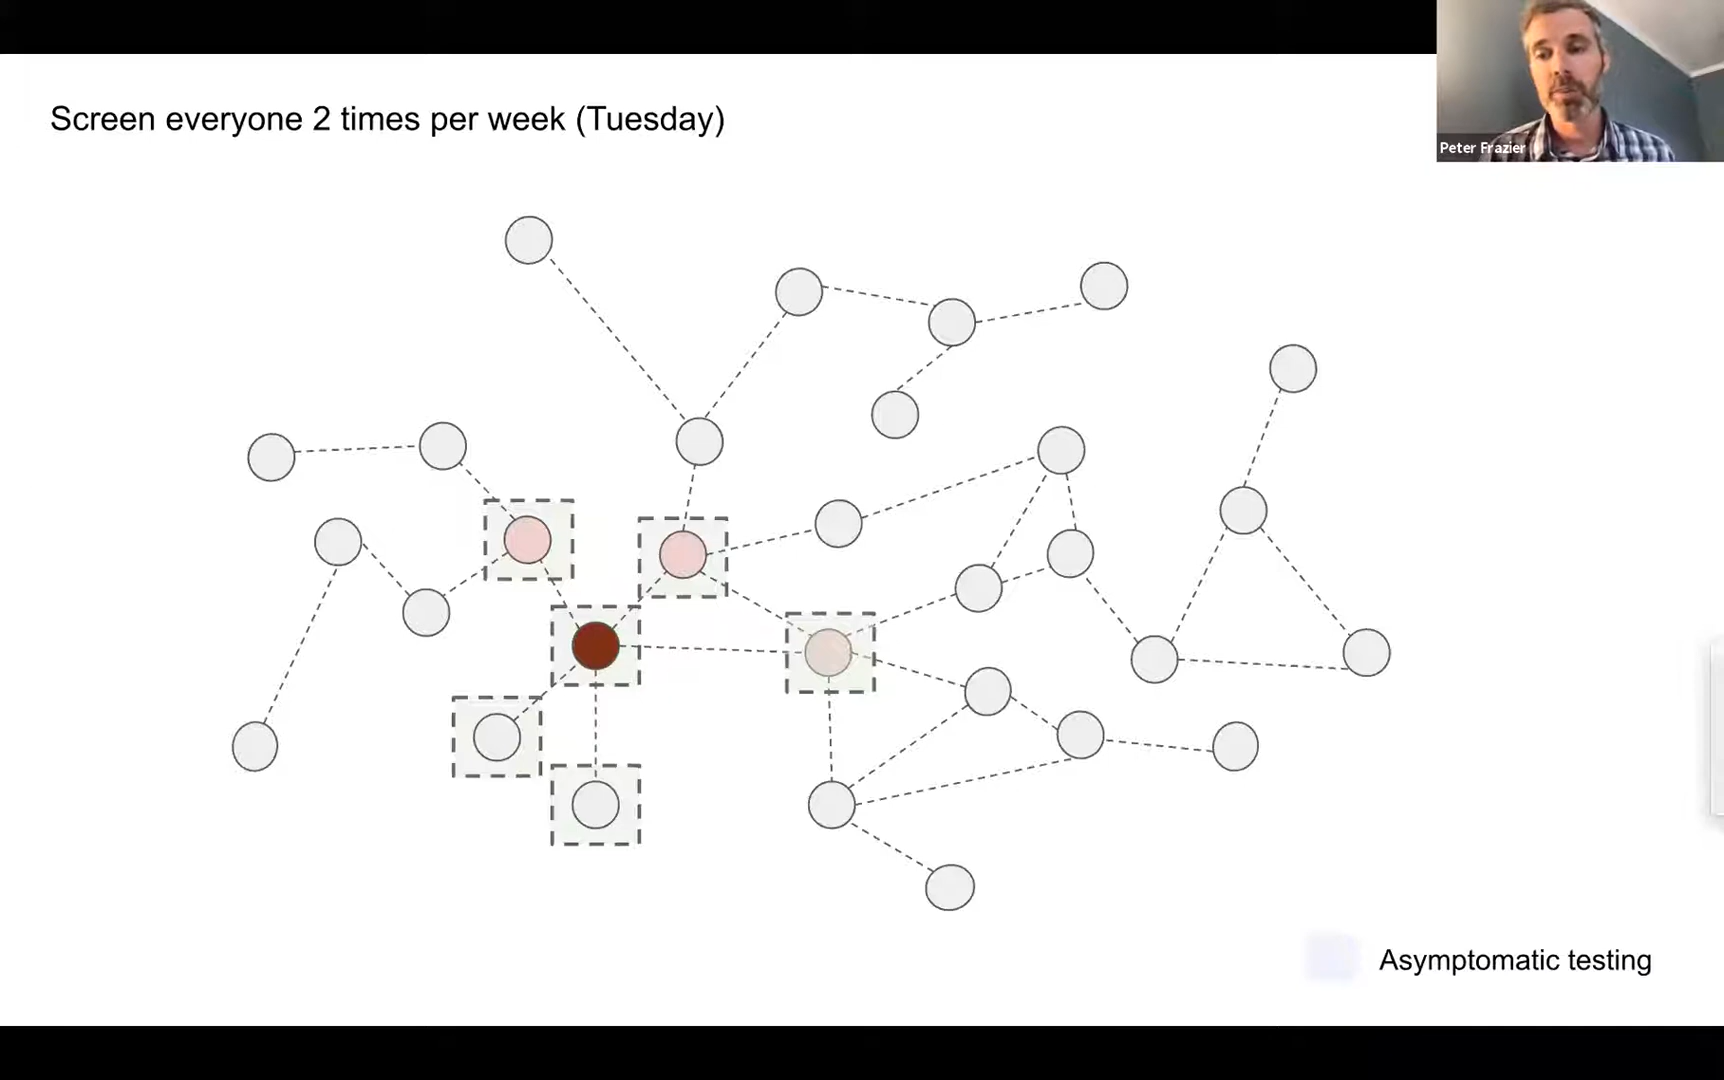 Screen everyone 2 times per week (Tuesday)
Peter Frazier
Asymptomatic testing